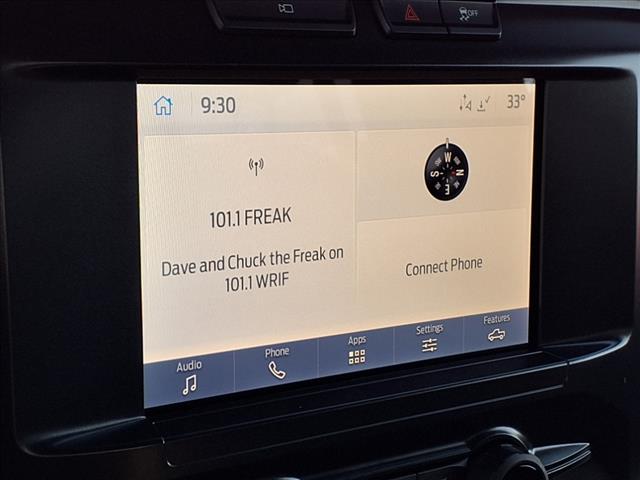 OFF
9:30
33°
101.1 FREAK
Dave and Chuck the Freak on
101.1 WRIF
W
S N
E
Connect Phone
Audio
Phone
Apps
Settings
Features